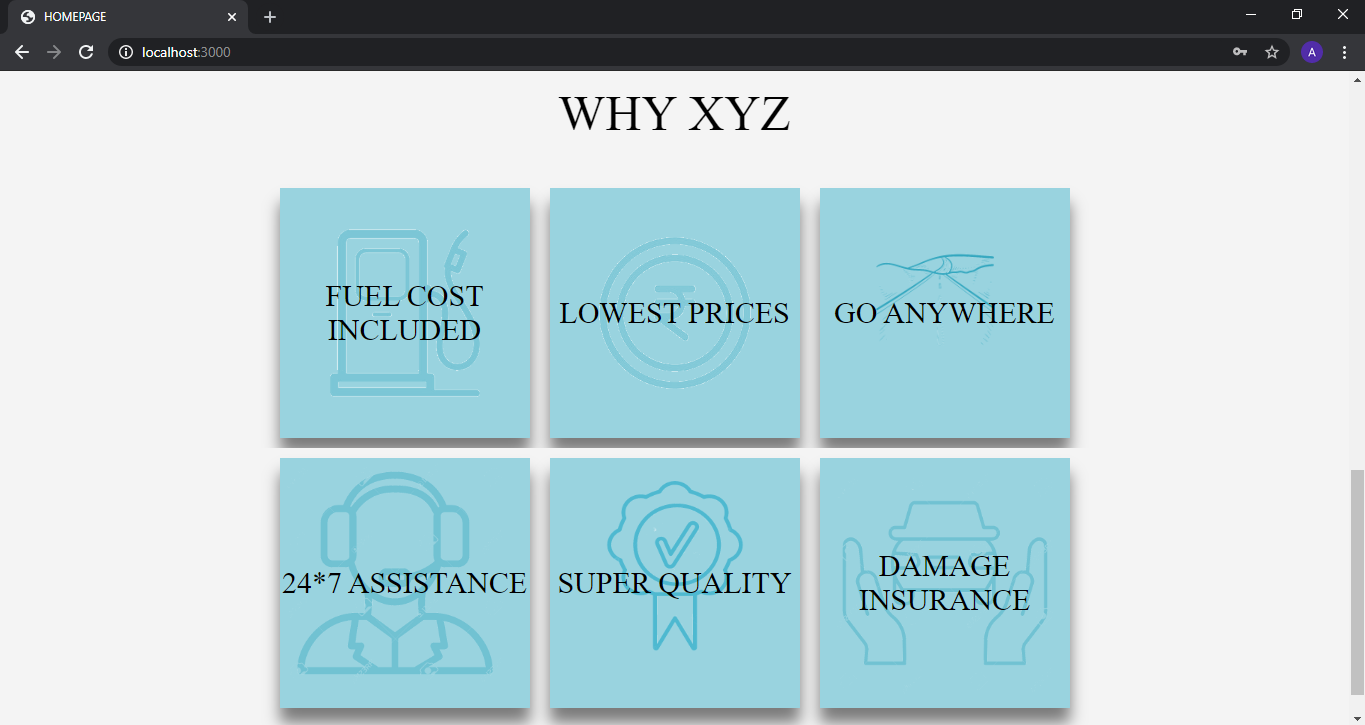 HOMEPAGE
localhost:3000
A
WHY XYZ
FUEL COST
INCLUDED
LOWEST PRICES
GO ANYWHERE
24*7 ASSISTANCE
SUPER QUALITY
DAMAGE
INSURANCE